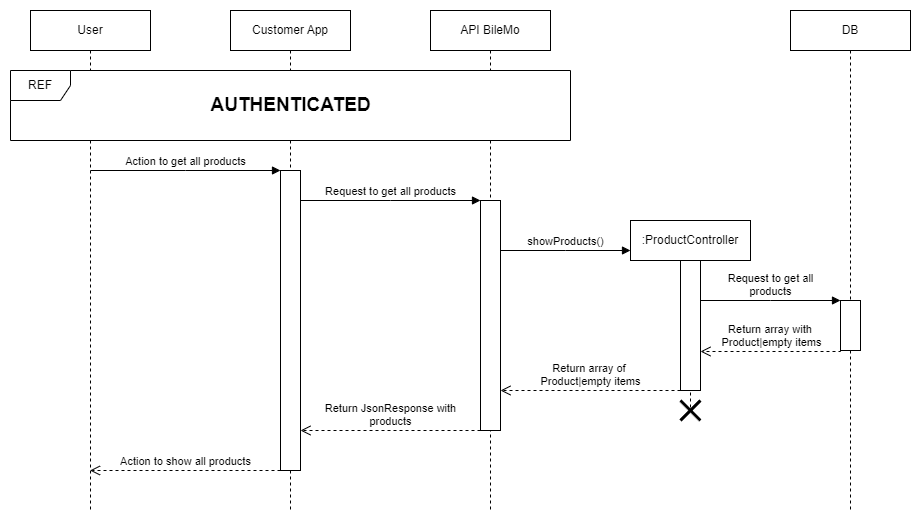 User
Customer App
API BileMo
DB
REF
AUTHENTICATED
Action to get all products
Request to get all products
showProducts()
:ProductController
Request to get all
products
Return array with
Product|empty items
Return array of
Product|empty items
Return JsonResponse with
products
Action to show all products